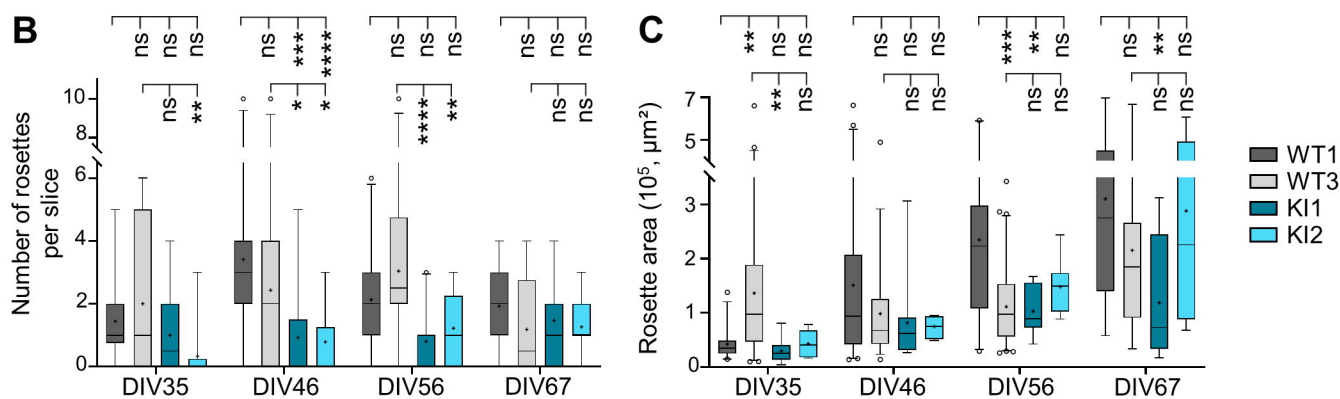 B
ns ns ns
ns **
ns *** ****
* *
ns ns ns
**** **
ns ns ns
ns ns
10
8
6
4
2
0
Number of rosettes
per slice
DIV35 DIV46 DIV56 DIV67
C
** ns ns
** ns
ns ns ns
ns ns
*** ** ns
ns ns
ns ** ns
ns ns
7
5
3
2
1
0
Rosette area (10⁵, µm²)
DIV35 DIV46 DIV56 DIV67
WT1
WT3
KI1
KI2